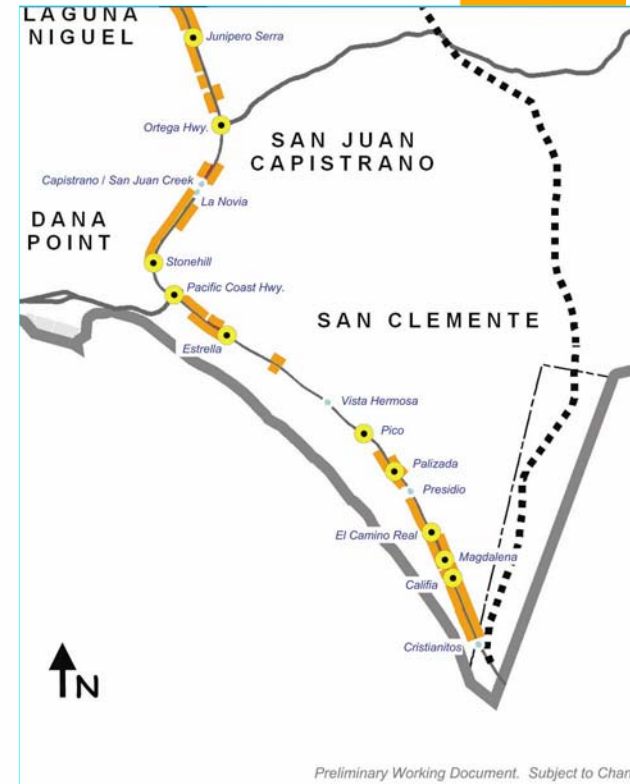 LAGUNA
NIGUEL
Junipero Serra
Ortega Hwy.
SAN JUAN
CAPISTRANO
Capistrano / San Juan Creek
La Novia
DANA
POINT
Stonehill
Pacific Coast Hwy.
SAN CLEMENTE
Estrella
Vista Hermosa
Pico
Palizada
Presidio
El Camino Real
Magdalena
Califia
Cristianitos
N
Preliminary Working Document. Subject to Chan